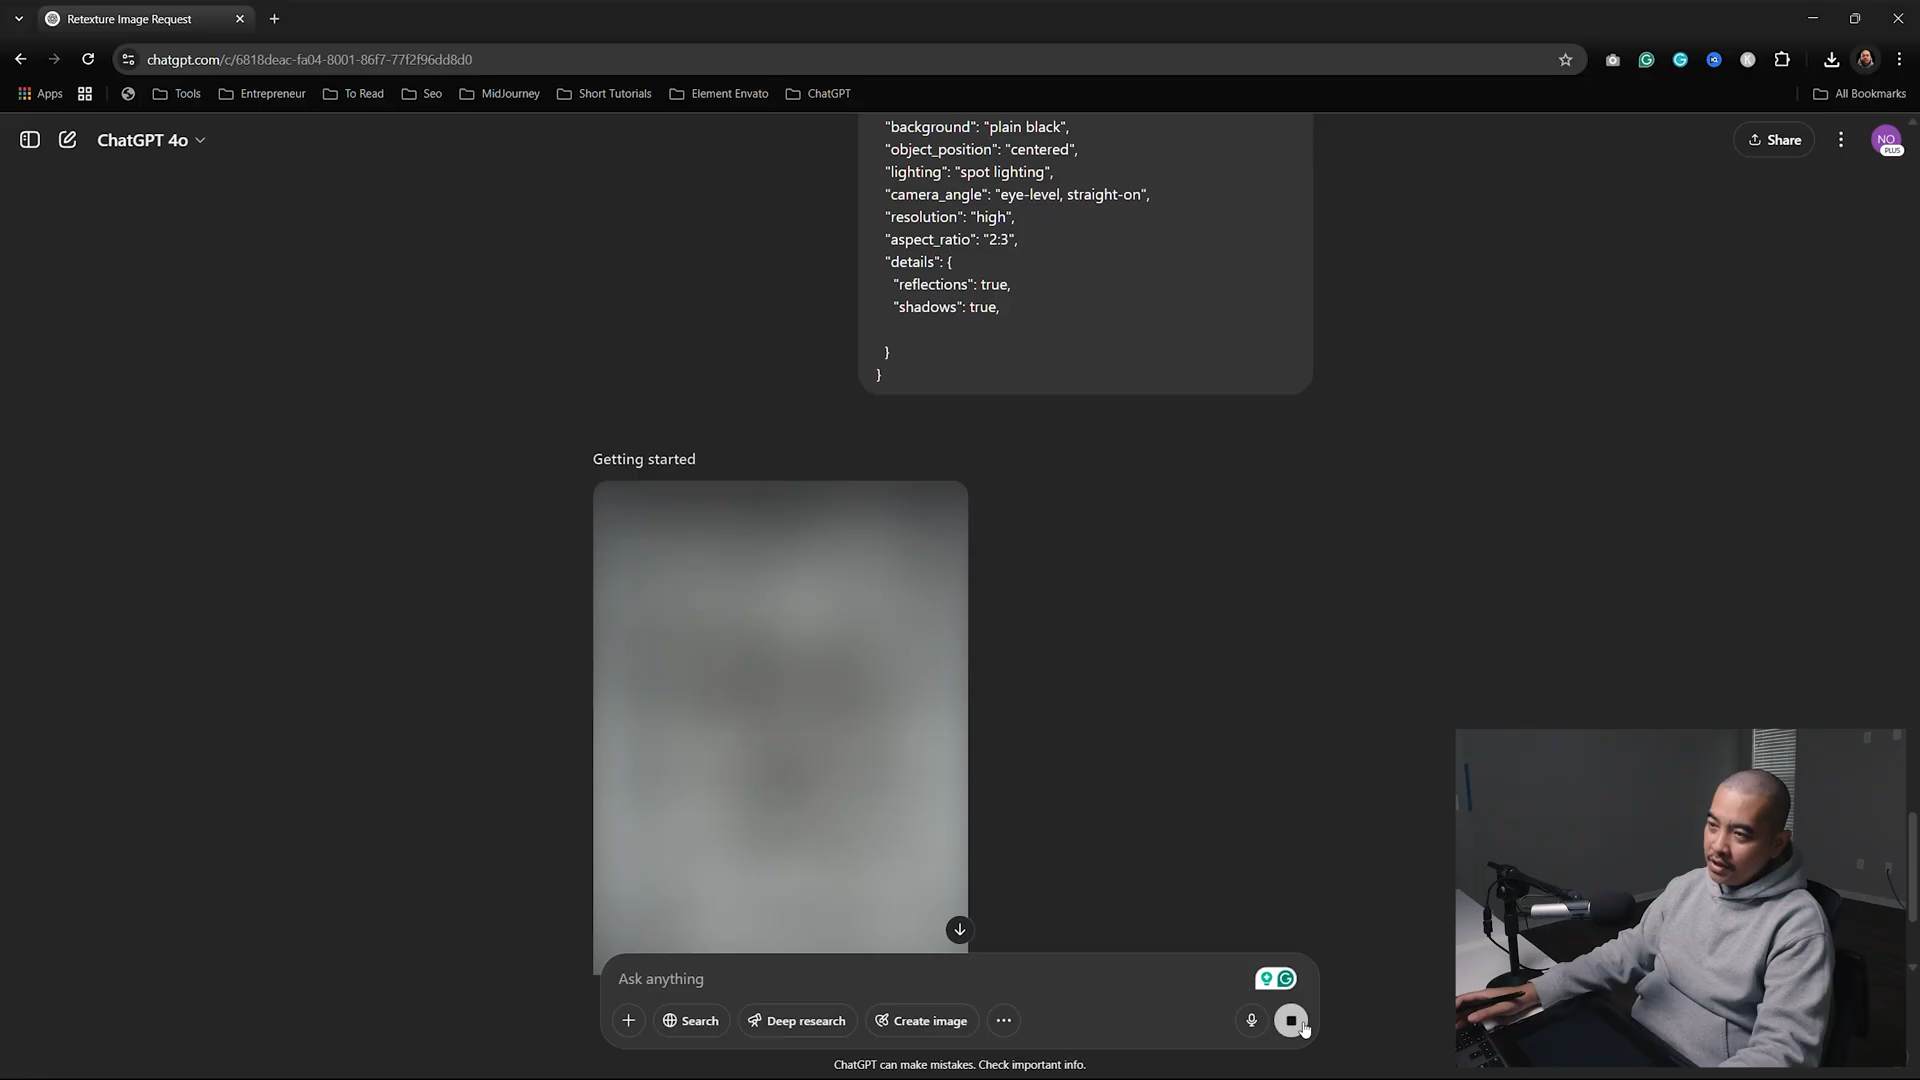 Retexture Image Request
chatgpt.com/c/6818deac-fa04-8001-86f7-77f2f96dd8d0
Apps
Tools
Entrepreneur
To Read
Seo
MidJourney
Short Tutorials
Element Envato
ChatGPT
All Bookmarks
ChatGPT 4o
Share
NO
PLUS
"background": "plain black",
"object_position": "centered",
"lighting": "spot lighting",
"camera_angle": "eye-level, straight-on",
"resolution": "high",
"aspect_ratio": "2:3",
"details": {
"reflections": true,
"shadows": true,
}
}
Getting started
Ask anything
Search
Deep research
Create image
ChatGPT can make mistakes. Check important info.